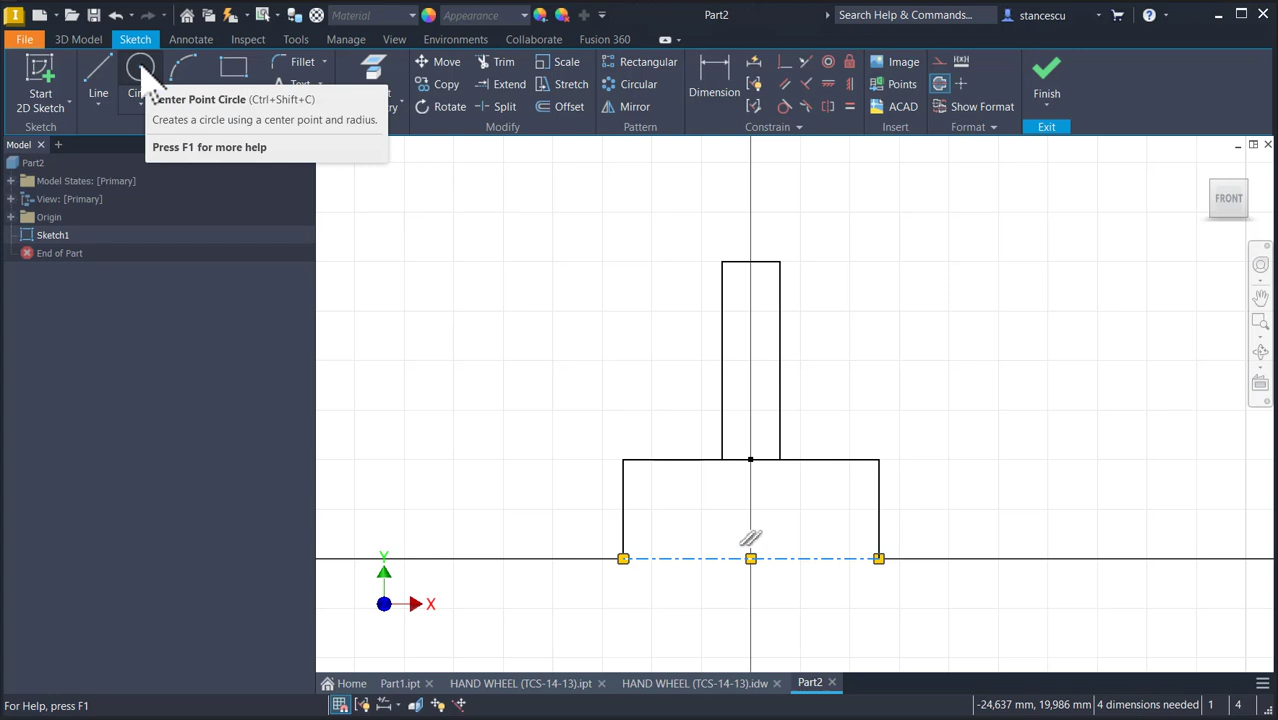 Material
Appearance
Part2
Search Help & Commands...
stancescu
File
3D Model
Sketch
Annotate
Inspect
Tools
Manage
View
Environments
Collaborate
Fusion 360
Start
2D Sketch
Line
Fillet
Move
Copy
Rotate
Trim
Extend
Split
Scale
Stretch
Offset
Rectangular
Circular
Mirror
Dimension
Image
Points
ACAD
Show Format
Finish
Sketch
Modify
Pattern
Constrain
Insert
Format
Exit
Center Point Circle (Ctrl+Shift+C)
Creates a circle using a center point and radius.
Press F1 for more help
Model
Part2
Model States: [Primary]
View: [Primary]
Origin
Sketch1
End of Part
FRONT
Y
X
Home
Part1.ipt
HAND WHEEL (TCS-14-13).ipt
HAND WHEEL (TCS-14-13).idw
Part2
For Help, press F1
-24,637 mm, 19,986 mm
4 dimensions needed
1
4